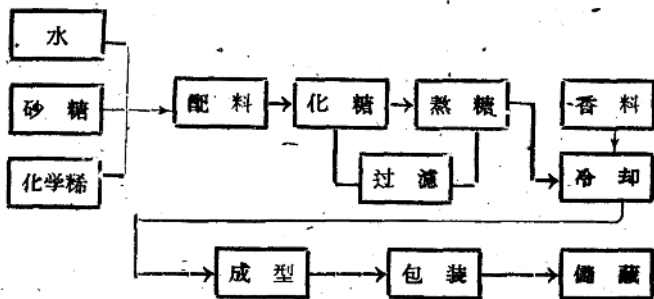 水
砂糖
配料
化糖
熬糖
香料
化学稀
过滤
冷却
成型
包装
储藏